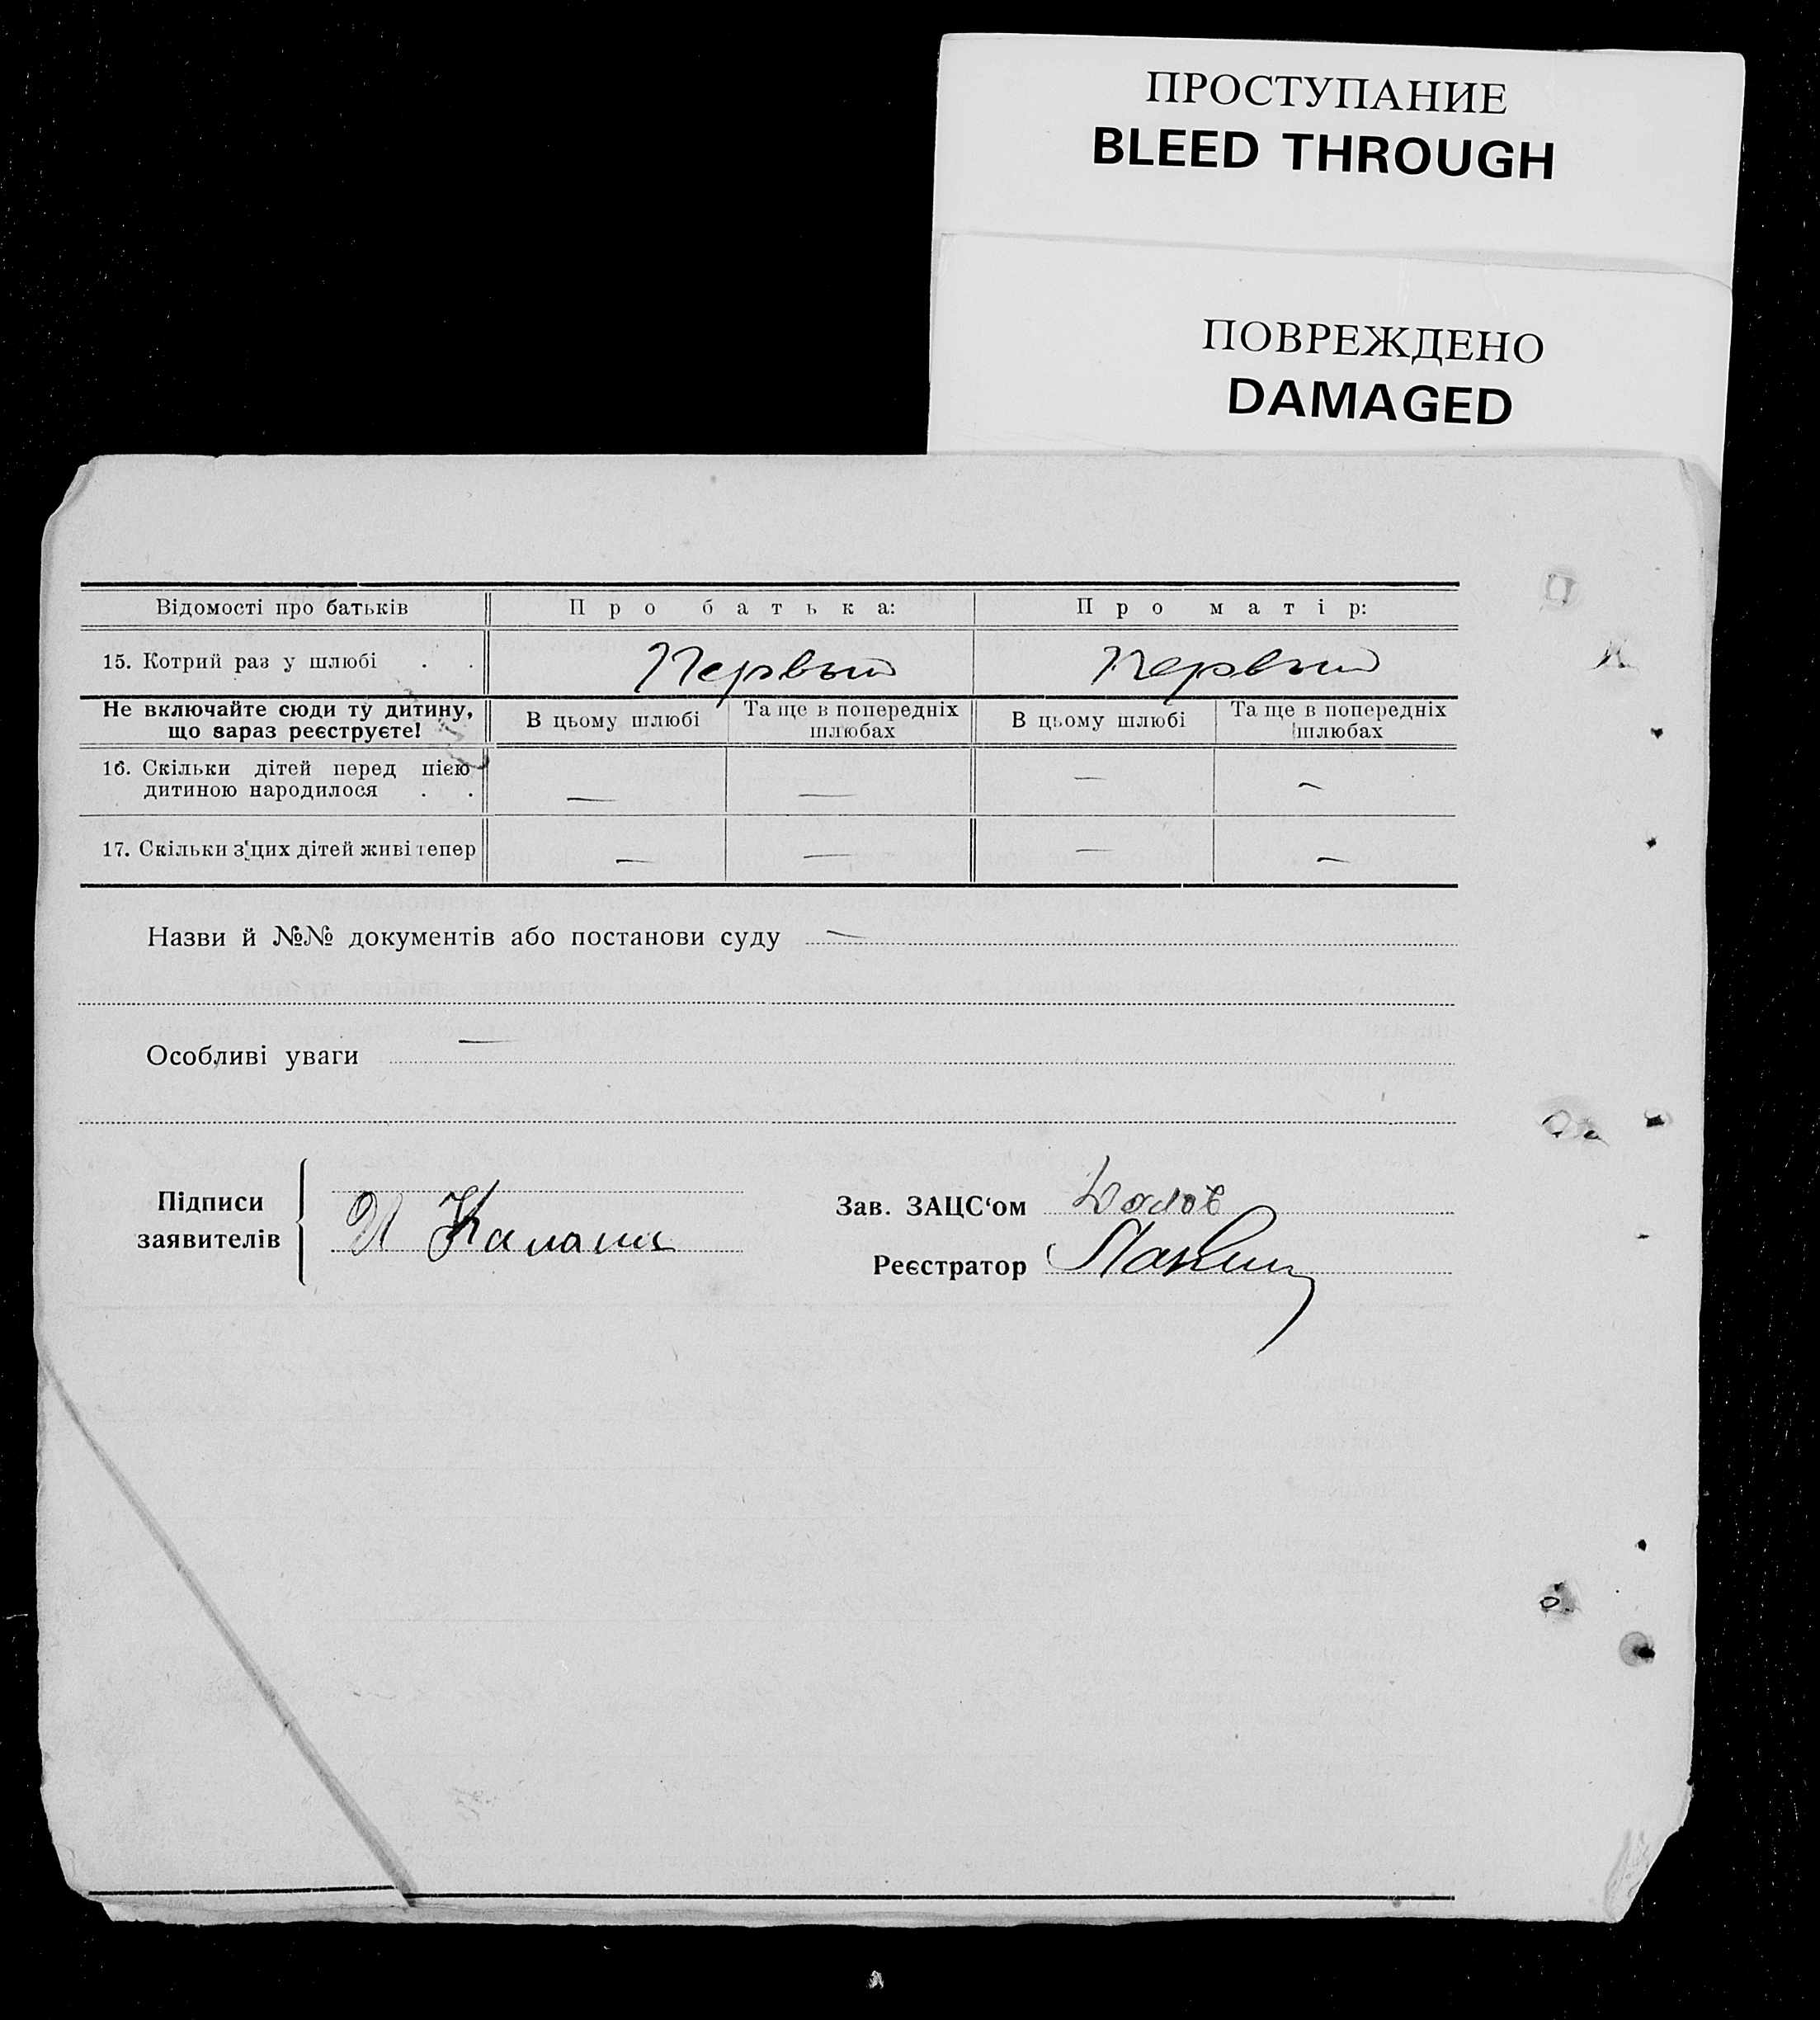 ПРОСТУПАНИЕ
BLEED THROUGH
ПОВРЕЖДЕНО
DAMAGED
Відомості про батьків Про батька: Про матір:
15. Котрий раз у шлюбі . . Первый Первый
Не включайте сюди ту дитину, що зараз реєструєте! В цьому шлюбі Та ще в попередніх шлюбах В цьому шлюбі Та ще в попередніх шлюбах
16. Скільки дітей перед цією — — — —
дитиною народилося . .
17. Скільки з'цих дітей живі тепер — — — —
Назви й №№ документів або постанови суду —
Особливі уваги —
Підписи
заявителів
Зав. ЗАЦС‘ом
Реєстратор